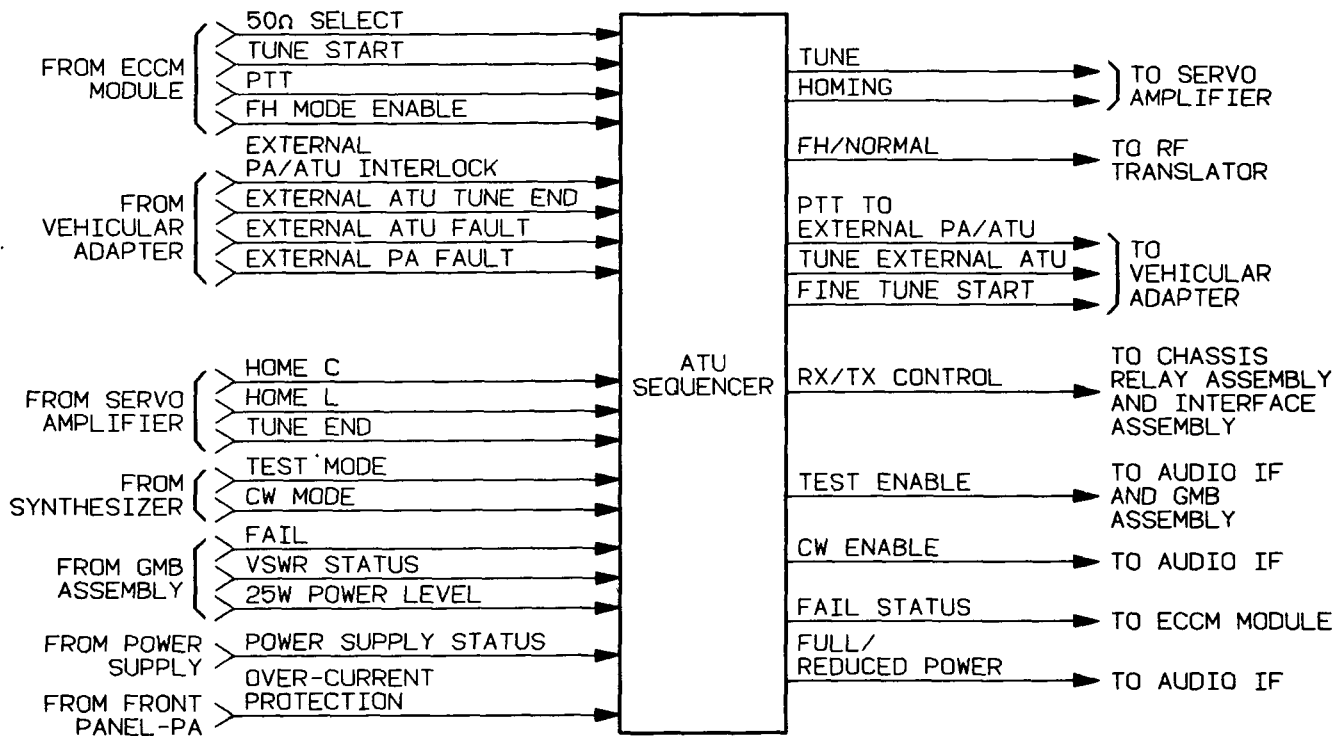 50Ω SELECT
TUNE START
PTT
FH MODE ENABLE
FROM ECCM
MODULE
EXTERNAL
PA/ATU INTERLOCK
EXTERNAL ATU TUNE END
EXTERNAL ATU FAULT
EXTERNAL PA FAULT
FROM
VEHICULAR
ADAPTER
HOME C
HOME L
TUNE END
FROM SERVO
AMPLIFIER
TEST MODE
CW MODE
FROM
SYNTHESIZER
FAIL
VSWR STATUS
25W POWER LEVEL
FROM GMB
ASSEMBLY
POWER SUPPLY STATUS
FROM POWER
SUPPLY
OVER-CURRENT
PROTECTION
FROM FRONT
PANEL-PA
ATU
SEQUENCER
TUNE
HOMING
TO SERVO
AMPLIFIER
FH/NORMAL
TO RF
TRANSLATOR
PTT TO
EXTERNAL PA/ATU
TUNE EXTERNAL ATU
FINE TUNE START
TO
VEHICULAR
ADAPTER
RX/TX CONTROL
TO CHASSIS
RELAY ASSEMBLY
AND INTERFACE
ASSEMBLY
TEST ENABLE
TO AUDIO IF
AND GMB
ASSEMBLY
CW ENABLE
TO AUDIO IF
FAIL STATUS
TO ECCM MODULE
FULL/
REDUCED POWER
TO AUDIO IF